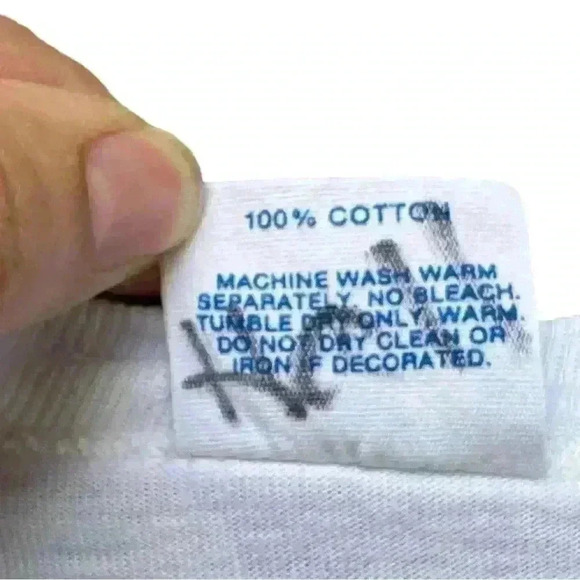 100% COTTON
MACHINE WASH WARM
SEPARATELY, NO BLEACH.
TUMBLE DRY ONLY, WARM.
DO NOT DRY CLEAN OR
IRON IF DECORATED.